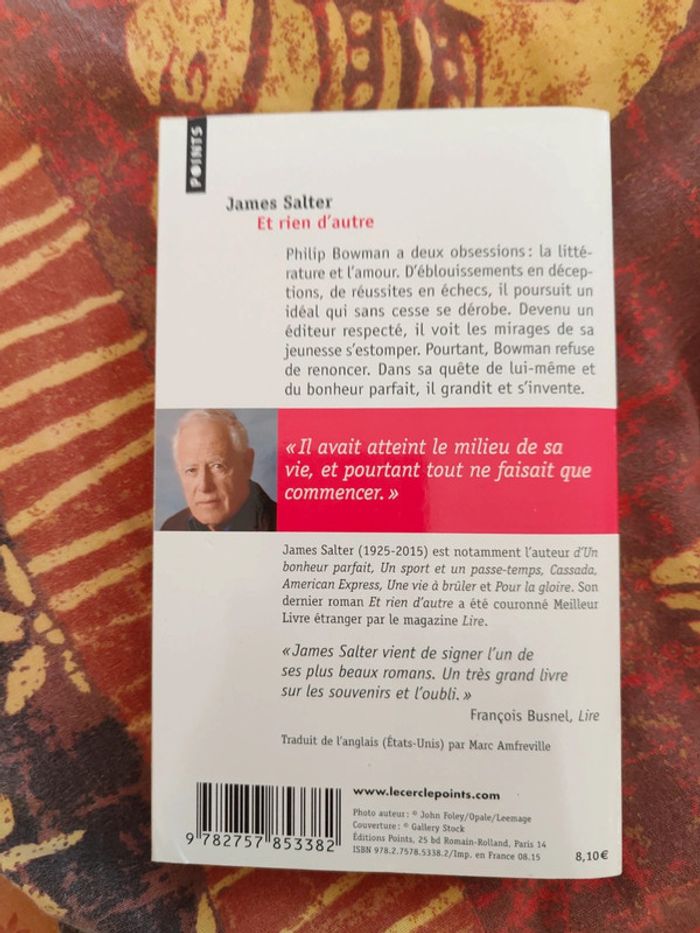 POINTS
James Salter
Et rien d'autre
Philip Bowman a deux obsessions : la litté-
rature et l'amour. D'éblouissements en décep-
tions, de réussites en échecs, il poursuit un
idéal qui sans cesse se dérobe. Devenu un
éditeur respecté, il voit les mirages de sa
jeunesse s'estomper. Pourtant, Bowman refuse
de renoncer. Dans sa quête de lui-même et
du bonheur parfait, il grandit et s'invente.
« Il avait atteint le milieu de sa
vie, et pourtant tout ne faisait que
commencer. »
James Salter (1925-2015) est notamment l'auteur d'Un
bonheur parfait, Un sport et un passe-temps, Cassada,
American Express, Une vie à brûler et Pour la gloire. Son
dernier roman Et rien d'autre a été couronné Meilleur
Livre étranger par le magazine Lire.
« James Salter vient de signer l'un de
ses plus beaux romans. Un très grand livre
sur les souvenirs et l'oubli. »
François Busnel, Lire
Traduit de l'anglais (États-Unis) par Marc Amfreville
www.lecerclepoints.com
Photo auteur : © John Foley/Opale/Leemage
Couverture : © Gallery Stock
Éditions Points, 25 bd Romain-Rolland, Paris 14
ISBN 978.2.7578.5338.2/Imp. en France 08.15
8,10€
9 782757 853382